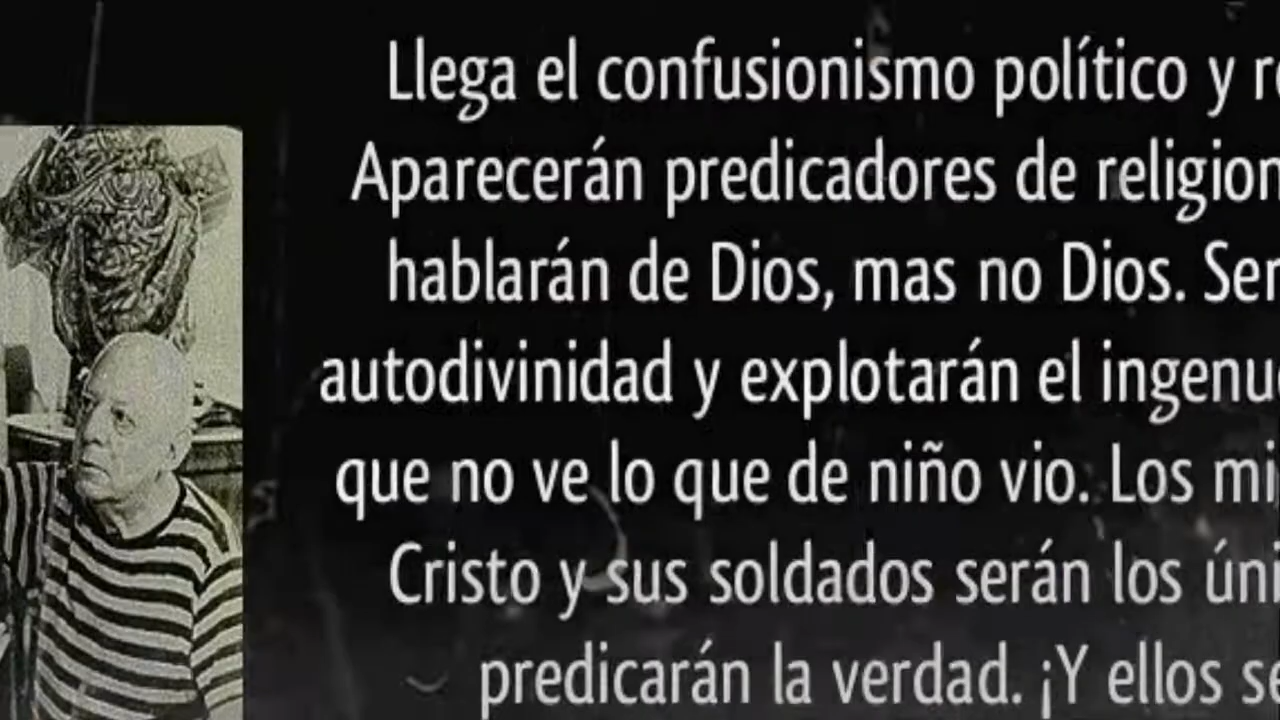 Llega el confusionismo político y
Aparecerán predicadores de
hablarán de Dios, mas no Dios.
autodivinidad y explotarán el
que no ve lo que de niño vio. Los
Cristo y sus soldados serán los
predicarán la verdad. ¡Y ellos